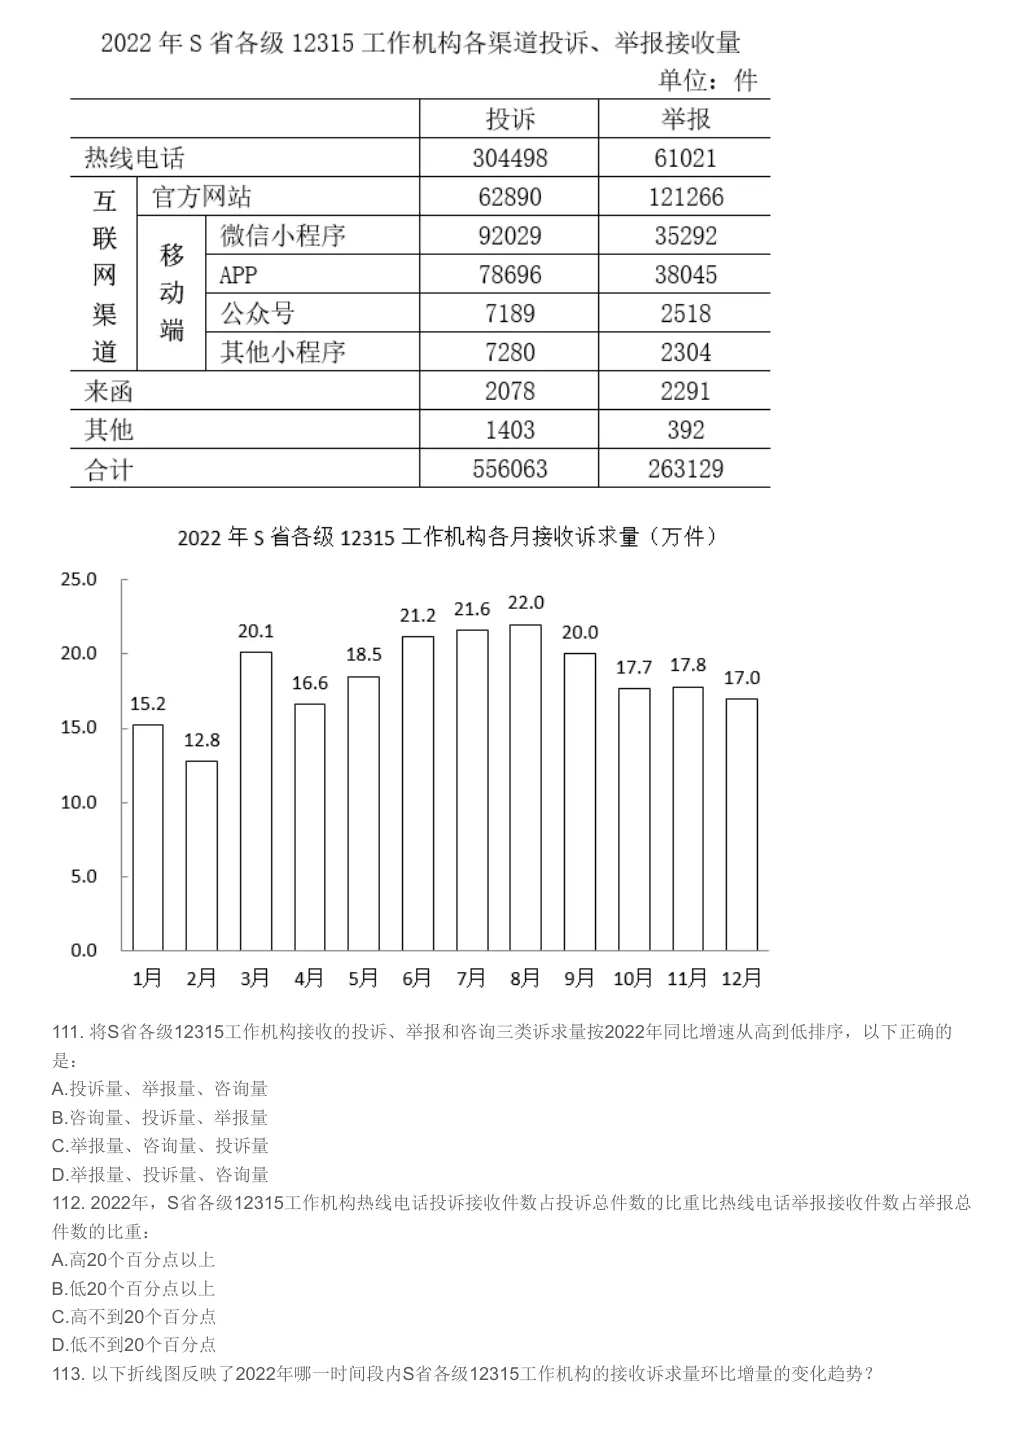 2022 年 S 省各级 12315 工作机构各渠道投诉、举报接收量
单位：件
投诉 举报
热线电话 304498 61021
互联网渠道 官方网站 62890 121266
移动端 微信小程序 92029 35292
APP 78696 38045
公众号 7189 2518
其他小程序 7280 2304
来函 2078 2291
其他 1403 392
合计 556063 263129
2022 年 S 省各级 12315 工作机构各月接收诉求量（万件）
25.0
20.0
15.0
10.0
5.0
0.0
15.2 12.8 20.1 16.6 18.5 21.2 21.6 22.0 20.0 17.7 17.8 17.0
1月 2月 3月 4月 5月 6月 7月 8月 9月 10月 11月 12月
111. 将S省各级12315工作机构接收的投诉、举报和咨询三类诉求量按2022年同比增速从高到低排序，以下正确的
是：
A.投诉量、举报量、咨询量
B.咨询量、投诉量、举报量
C.举报量、咨询量、投诉量
D.举报量、投诉量、咨询量
112. 2022年，S省各级12315工作机构热线电话投诉接收件数占投诉总件数的比重比热线电话举报接收件数占举报总
件数的比重：
A.高20个百分点以上
B.低20个百分点以上
C.高不到20个百分点
D.低不到20个百分点
113. 以下折线图反映了2022年哪一时间段内S省各级12315工作机构的接收诉求量环比增量的变化趋势？